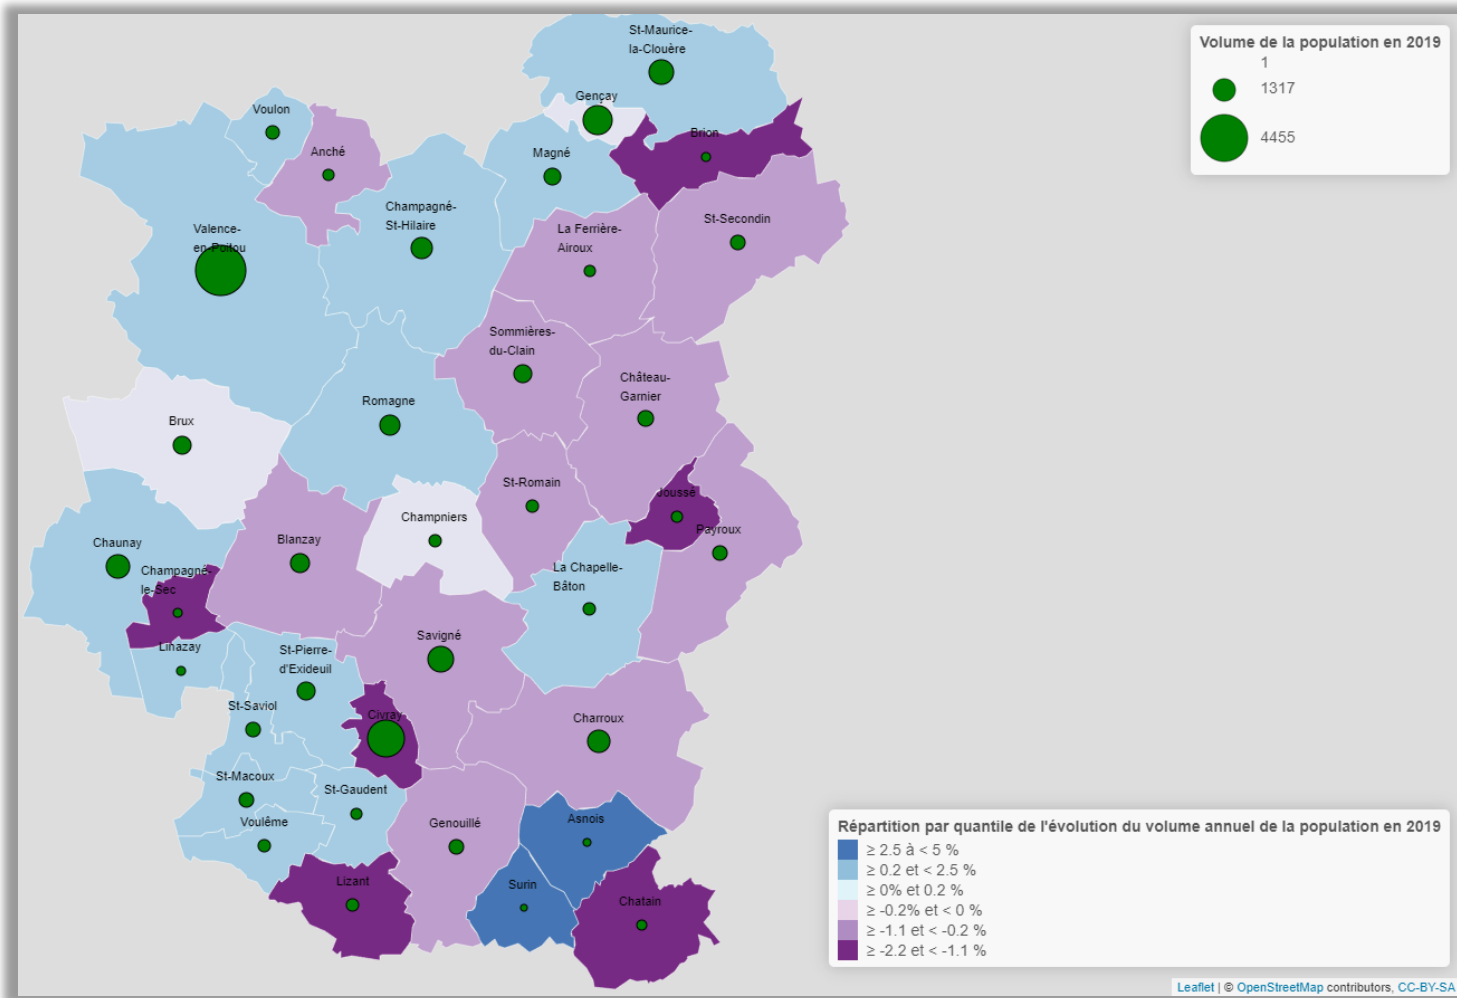 St-Maurice-
la-Clouère
Volume de la population en 2019
1
1317
4455
Gençay
Voulon
Brion
Anché
Magné
Champagné-
St-Hilaire
St-Secondin
Valence-
en-Poitou
La Ferrière-
Airoux
Sommières-
du-Clain
Château-
Garnier
Romagne
Brux
St-Romain
Joussé
Champniers
Payroux
Blanzay
Chaunay
Champagné-
le-Sec
La Chapelle-
Bâton
Savigné
Linazay
St-Pierre-
d'Exideuil
St-Saviol
Civray
Charroux
St-Macoux
St-Gaudent
Voulême
Genouillé
Asnois
Lizant
Surin
Chatain
Répartition par quantile de l'évolution du volume annuel de la population en 2019
≥ 2.5 à < 5 %
≥ 0.2 et < 2.5 %
≥ 0% et 0.2 %
≥ -0.2% et < 0 %
≥ -1.1 et < -0.2 %
≥ -2.2 et < -1.1 %
Leaflet | © OpenStreetMap contributors, CC-BY-SA